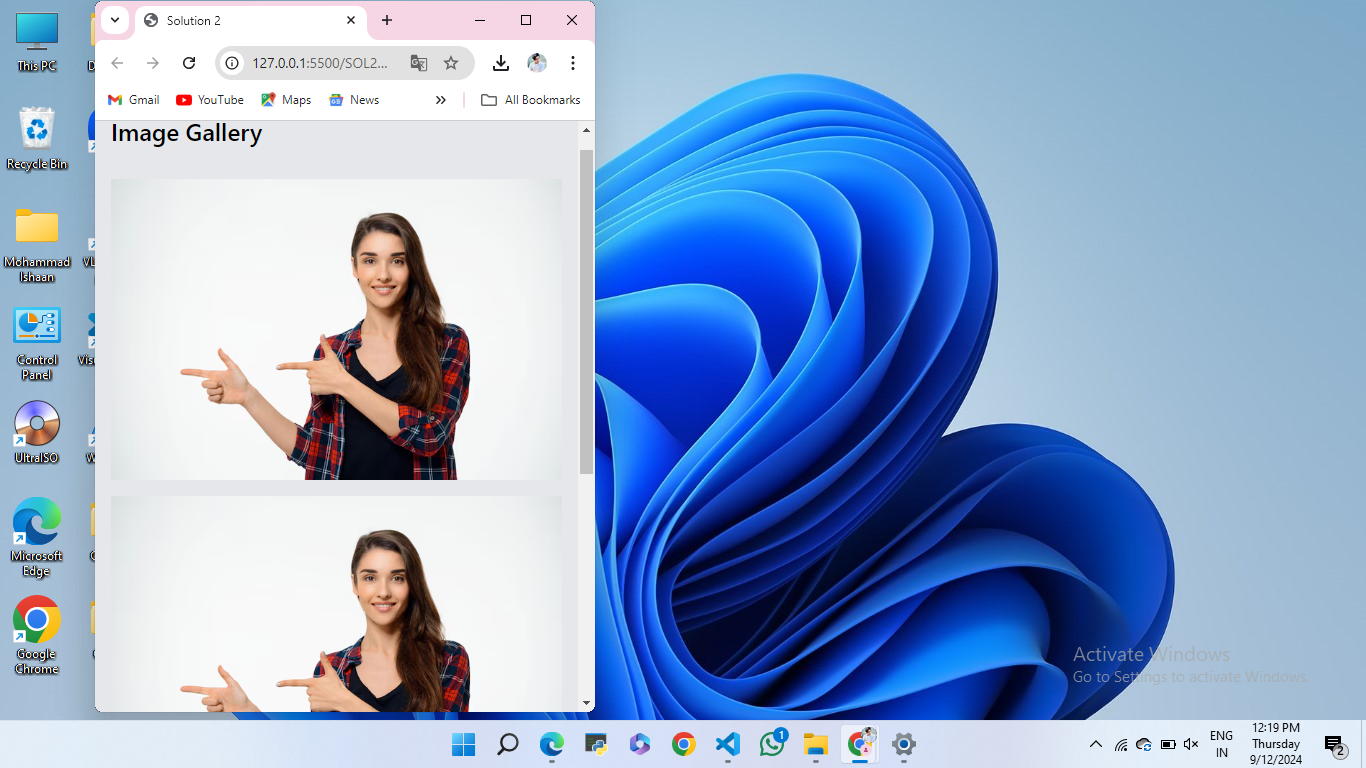 Solution 2
127.0.0.1:5500/SOL2...
Gmail
YouTube
Maps
News
All Bookmarks
Image Gallery
This PC
Recycle Bin
Mohammad
Ishaan
Control
Panel
UltraISO
Microsoft
Edge
Google
Chrome
Activate Windows
Go to Settings to activate Windows.
1
ENG
IN
12:19 PM
Thursday
9/12/2024
2